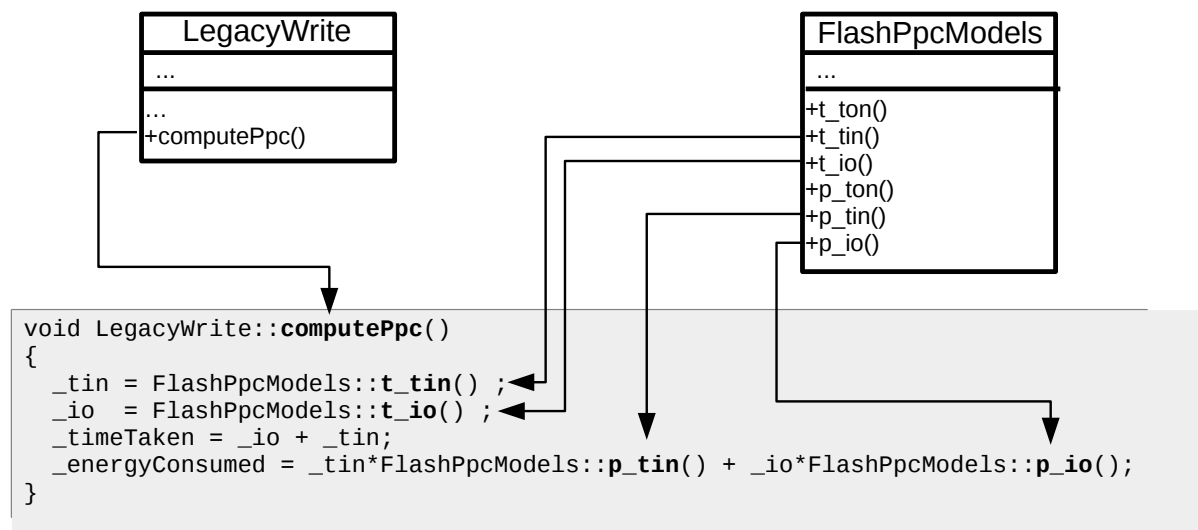 LegacyWrite
...
...
+computePpc()
FlashPpcModels
...
+t_ton()
+t_tin()
+t_io()
+p_ton()
+p_tin()
+p_io()
void LegacyWrite::computePpc()
{
  _tin = FlashPpcModels::t_tin() ;
  _io  = FlashPpcModels::t_io() ;
  _timeTaken = _io + _tin;
  _energyConsumed = _tin*FlashPpcModels::p_tin() + _io*FlashPpcModels::p_io();
}